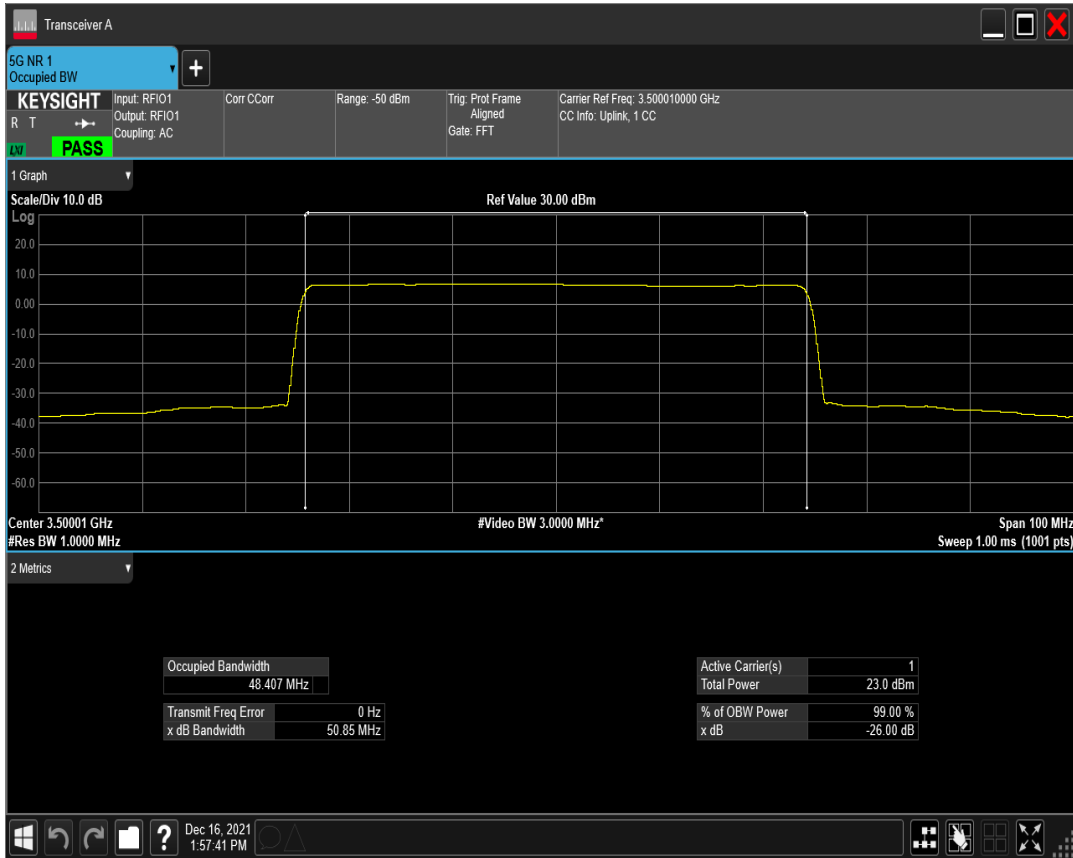 Transceiver A
5G NR 1
Occupied BW
KEYSIGHT
R T
LXI
PASS
Input: RFIO1
Output: RFIO1
Coupling: AC
Corr CCorr
Range: -50 dBm
Trig: Prot Frame
Aligned
Gate: FFT
Carrier Ref Freq: 3.500010000 GHz
CC Info: Uplink, 1 CC
1 Graph
Scale/Div 10.0 dB
Ref Value 30.00 dBm
Log
20.0
10.0
0.00
-10.0
-20.0
-30.0
-40.0
-50.0
-60.0
Center 3.50001 GHz
#Video BW 3.0000 MHz*
Span 100 MHz
#Res BW 1.0000 MHz
Sweep 1.00 ms (1001 pts)
2 Metrics
Occupied Bandwidth
48.407 MHz
Transmit Freq Error 0 Hz
x dB Bandwidth 50.85 MHz
Active Carrier(s) 1
Total Power 23.0 dBm
% of OBW Power 99.00 %
x dB -26.00 dB
?
Dec 16, 2021
1:57:41 PM